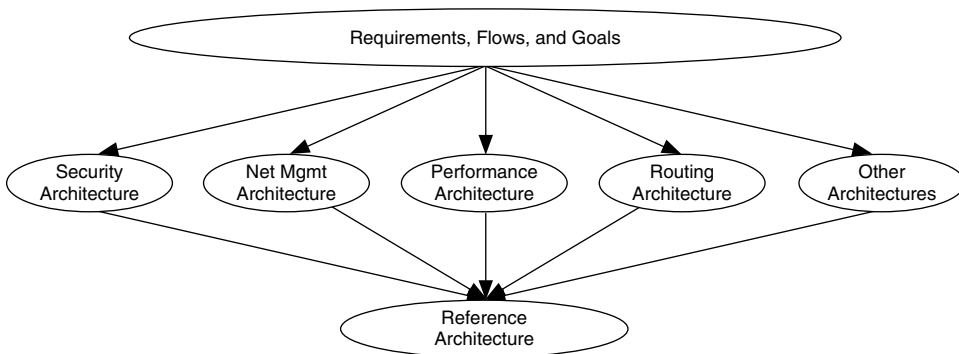 Requirements, Flows, and Goals
Security
Architecture
Net Mgmt
Architecture
Performance
Architecture
Routing
Architecture
Other
Architectures
Reference
Architecture